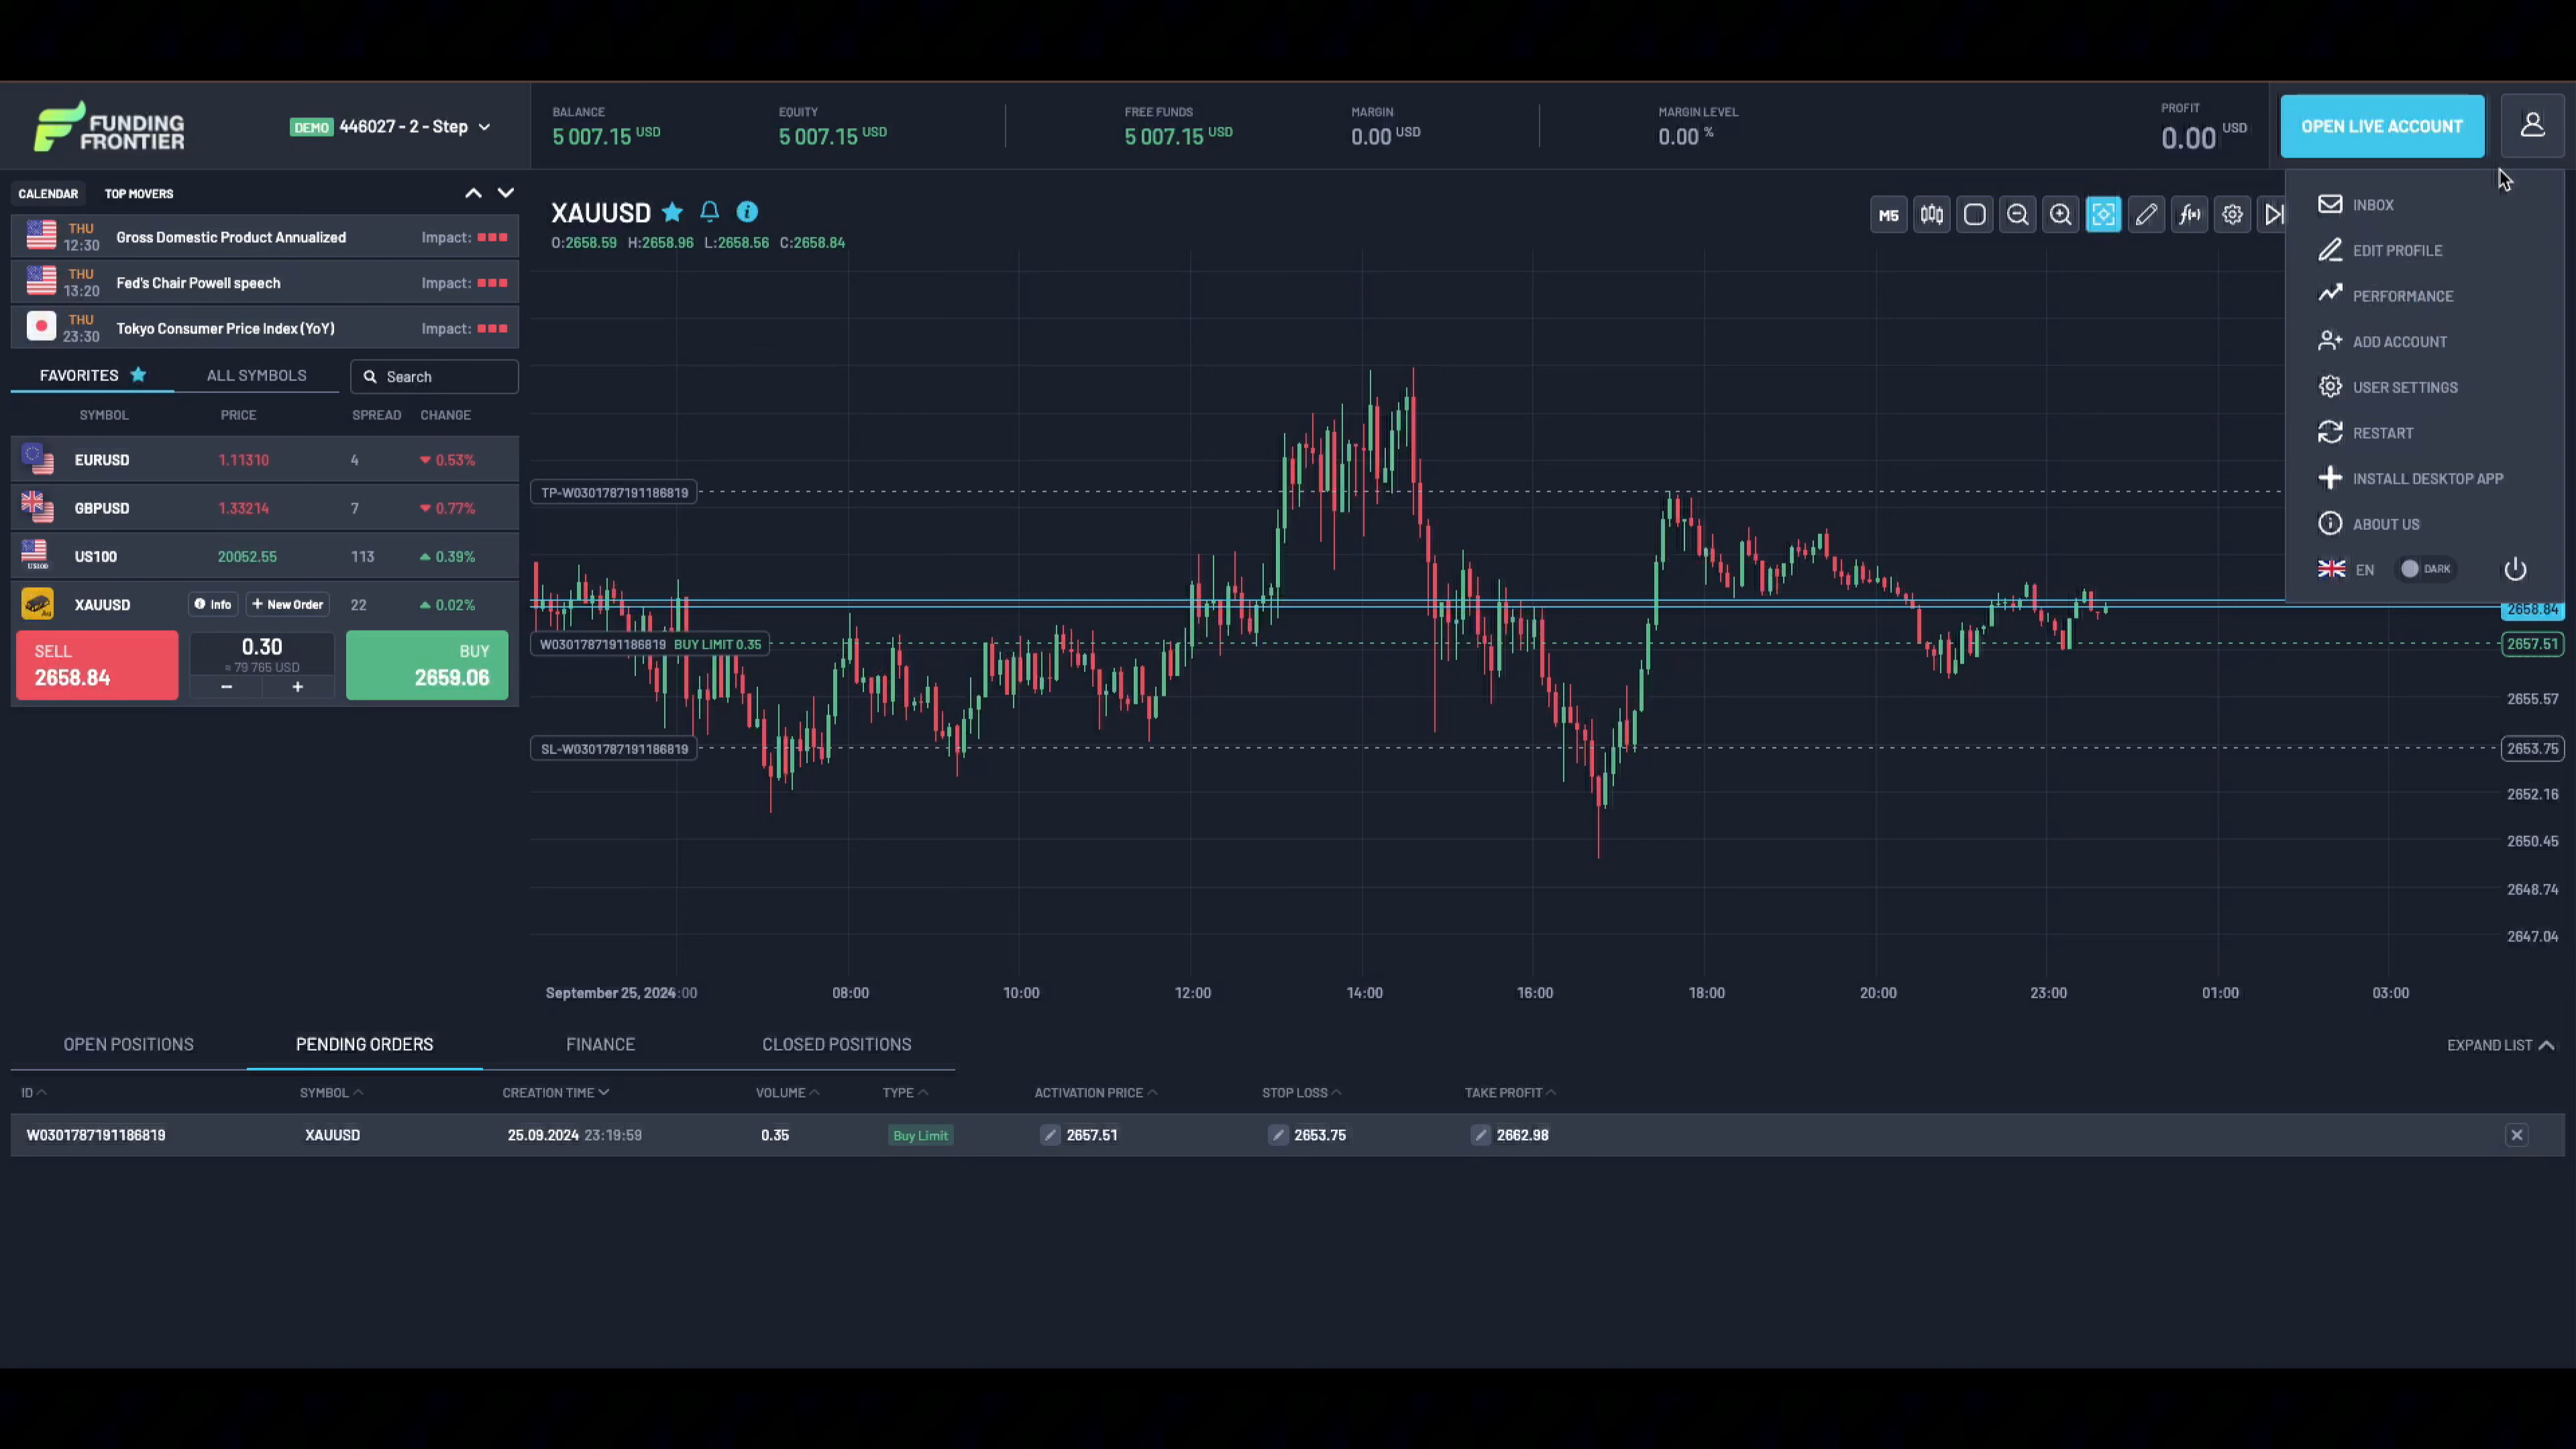 FUNDING
FRONTIER
DEMO 446027 - 2 - Step
BALANCE
5 007.15 USD
EQUITY
5 007.15 USD
FREE FUNDS
5 007.15 USD
MARGIN
0.00 USD
MARGIN LEVEL
0.00 %
PROFIT
0.00 USD
OPEN LIVE ACCOUNT
CALENDAR TOP MOVERS
THU
12:30
Gross Domestic Product Annualized Impact:
THU
13:20
Fed's Chair Powell speech Impact:
THU
23:30
Tokyo Consumer Price Index (YoY) Impact:
FAVORITES ALL SYMBOLS Search
SYMBOL PRICE SPREAD CHANGE
EURUSD 1.11310 4 0.53%
GBPUSD 1.33214 7 0.77%
US100 US100 20052.55 113 0.39%
XAUUSD Info + New Order 22 0.02%
SELL
2658.84
0.30
≈ 79 765 USD
− +
BUY
2659.06
XAUUSD
O:2658.59 H:2658.96 L:2658.56 C:2658.84
M5
f(x)
INBOX
EDIT PROFILE
PERFORMANCE
ADD ACCOUNT
USER SETTINGS
RESTART
INSTALL DESKTOP APP
ABOUT US
EN DARK
TP-W0301787191186819
W0301787191186819 BUY LIMIT 0.35
SL-W0301787191186819
2658.84
2657.51
2655.57
2653.75
2652.16
2650.45
2648.74
2647.04
September 25, 2024 :00 08:00 10:00 12:00 14:00 16:00 18:00 20:00 23:00 01:00 03:00
OPEN POSITIONS PENDING ORDERS FINANCE CLOSED POSITIONS EXPAND LIST
ID SYMBOL CREATION TIME VOLUME TYPE ACTIVATION PRICE STOP LOSS TAKE PROFIT
W0301787191186819 XAUUSD 25.09.2024 23:19:59 0.35 Buy Limit 2657.51 2653.75 2662.98